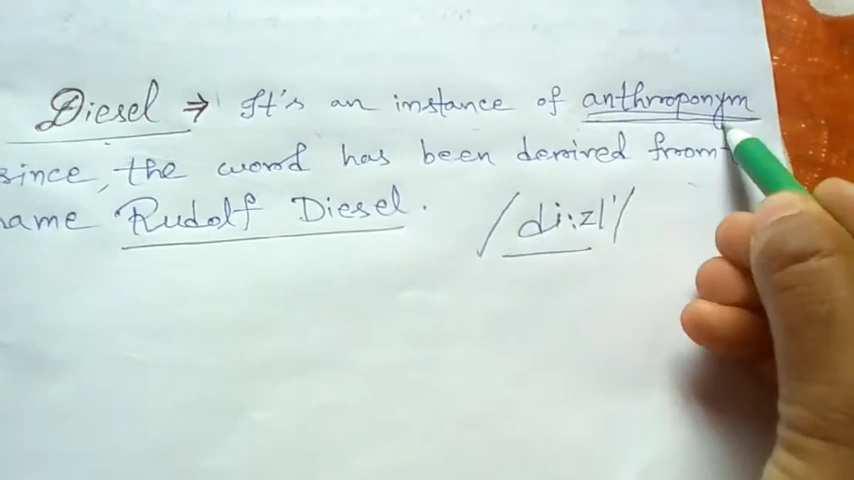 Diesel ⇒ It's an instance of anthroponym
since, the word has been derived from
name Rudolf Diesel. /di:zl/